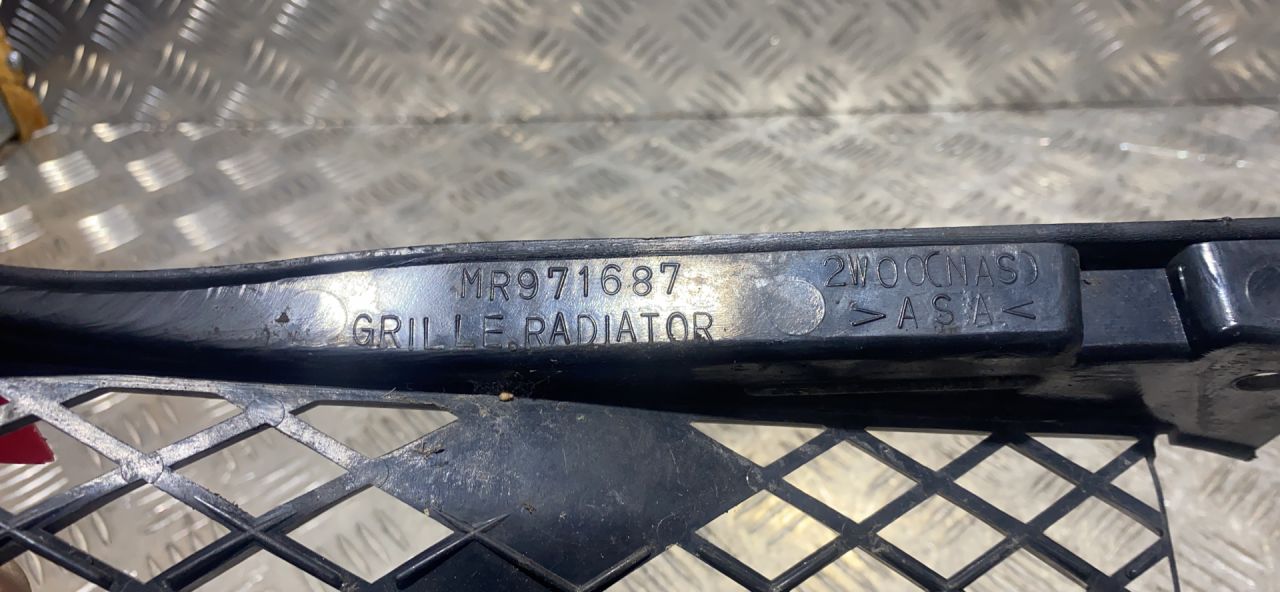 MR971687
GRILLE,RADIATOR
2W00(NAS)
>ASA<